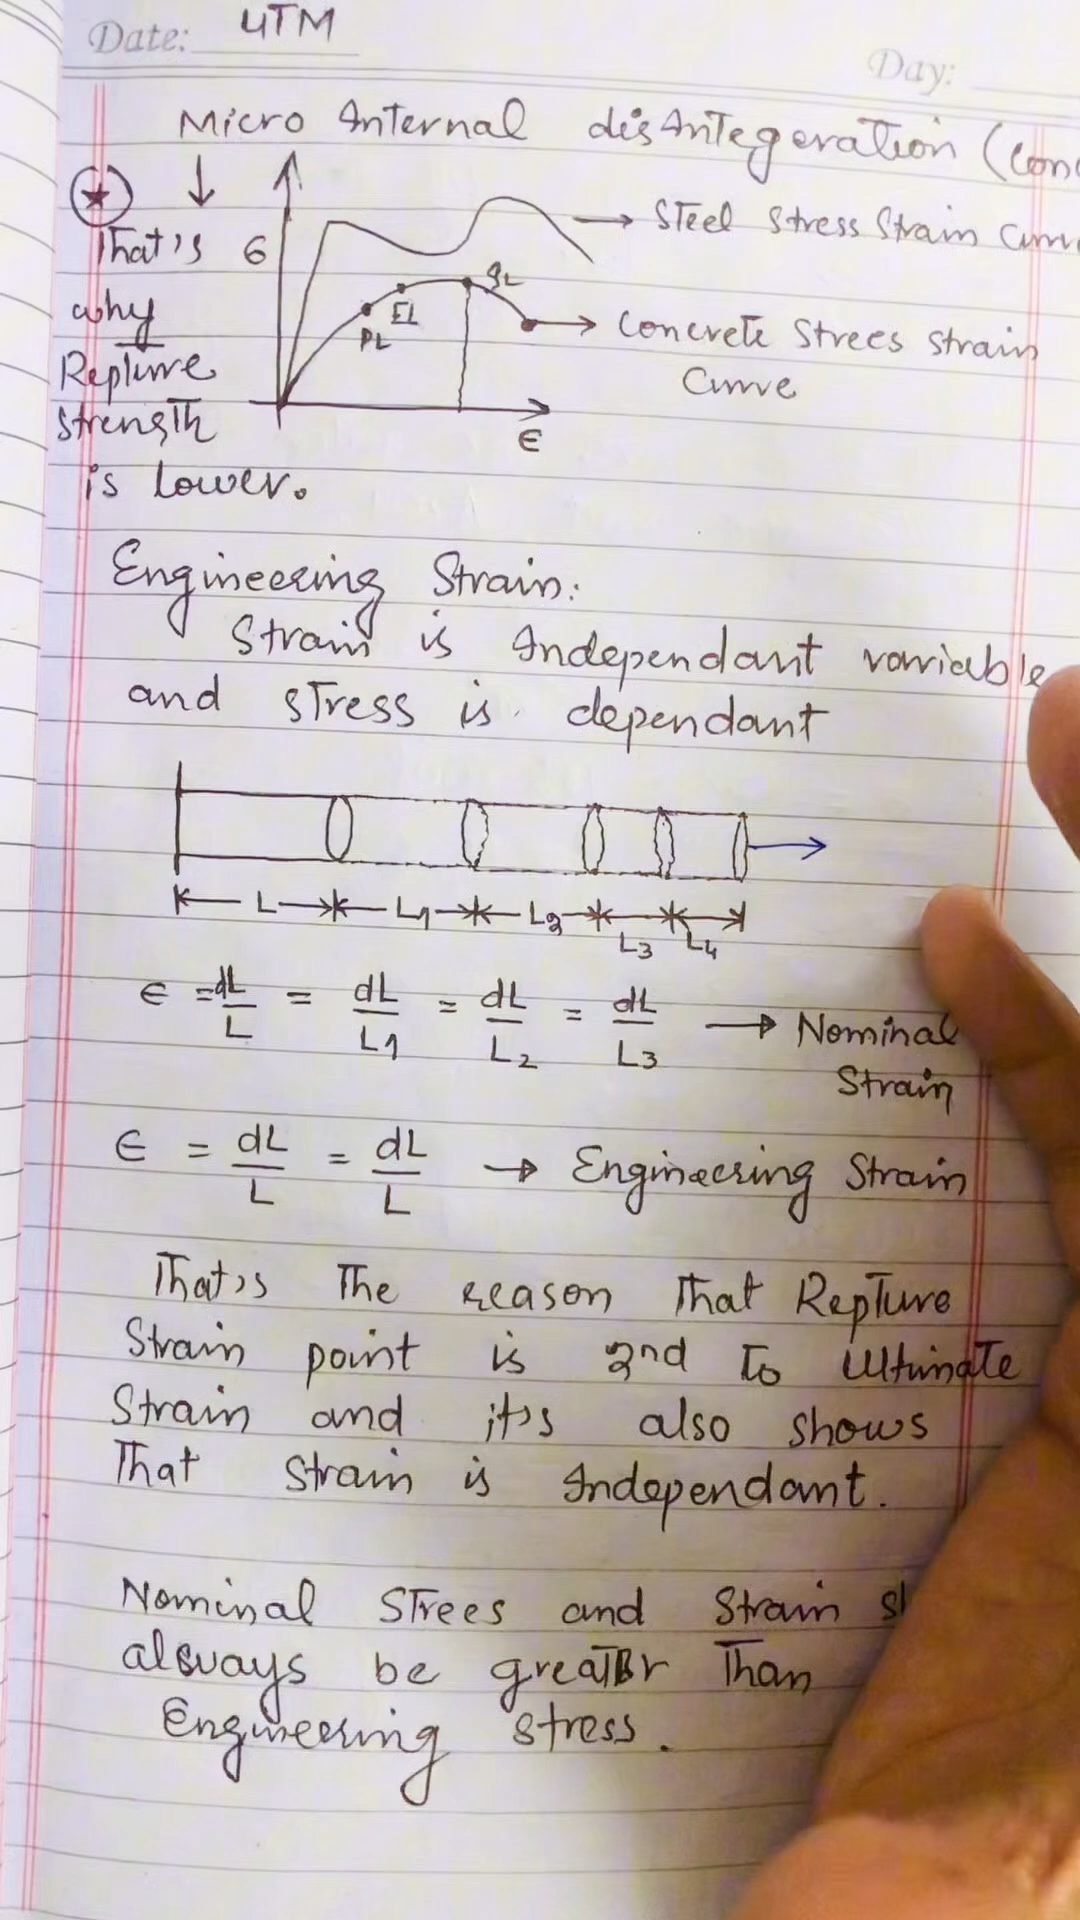 Date: UTM
Day:
Micro Internal disIntegeration (Conc
That's
why
Repture
strength
is lower.
6
Steel Stress Strain Curve
PL
EL
Concrete Strees strain
Curve
ϵ
Engineering Strain:
Strain is Independant variable
and stress is dependant
L L1 L2 L3 L4
ϵ = dL/L = dL/L1 = dL/L2 = dL/L3 → Nominal
Strain
ϵ = dL/L = dL/L → Engineering Strain
That's The reason That Repture
Strain point is 2nd To Ultimate
Strain and it's also shows
That Strain is Independant.
Nominal Strees and Strain
always be greater Than
Engineering stress.